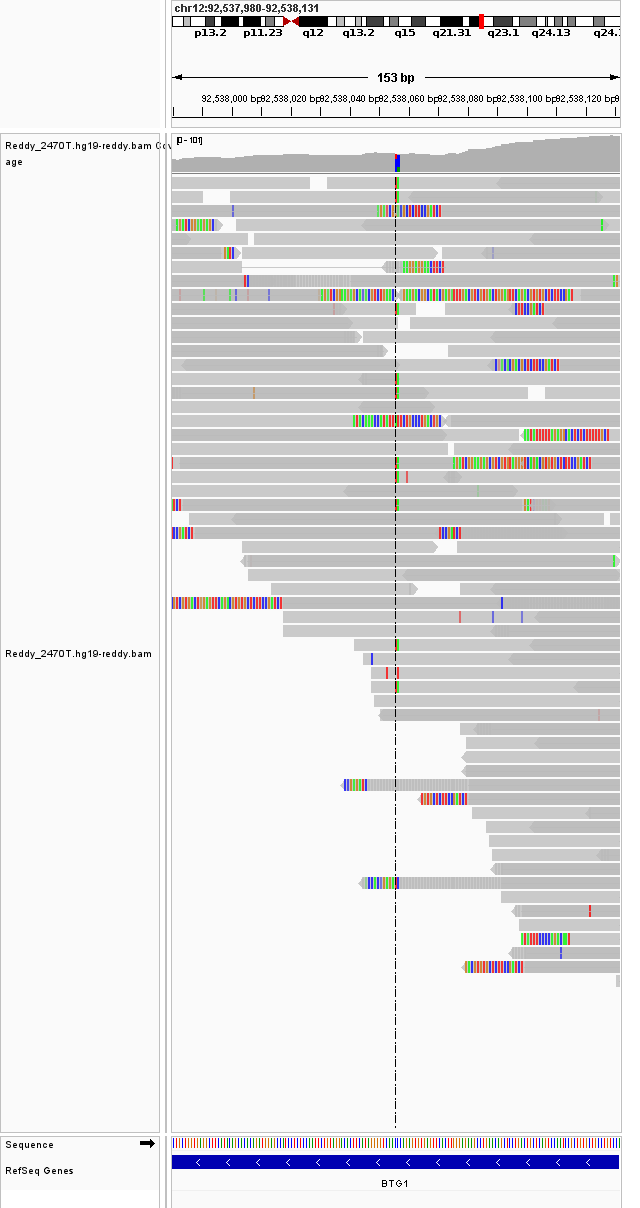 chr12:92,537,980-92,538,131
p13.2 p11.23 q12 q13.2 q15 q21.31 q23.1 q24.13 q24.
153 bp
92,538,000 bp 92,538,020 bp 92,538,040 bp 92,538,060 bp 92,538,080 bp 92,538,100 bp 92,538,120 bp
Reddy_2470T.hg19-reddy.bam Cov
age
[0 - 101]
Reddy_2470T.hg19-reddy.bam
Sequence
RefSeq Genes
BTG1